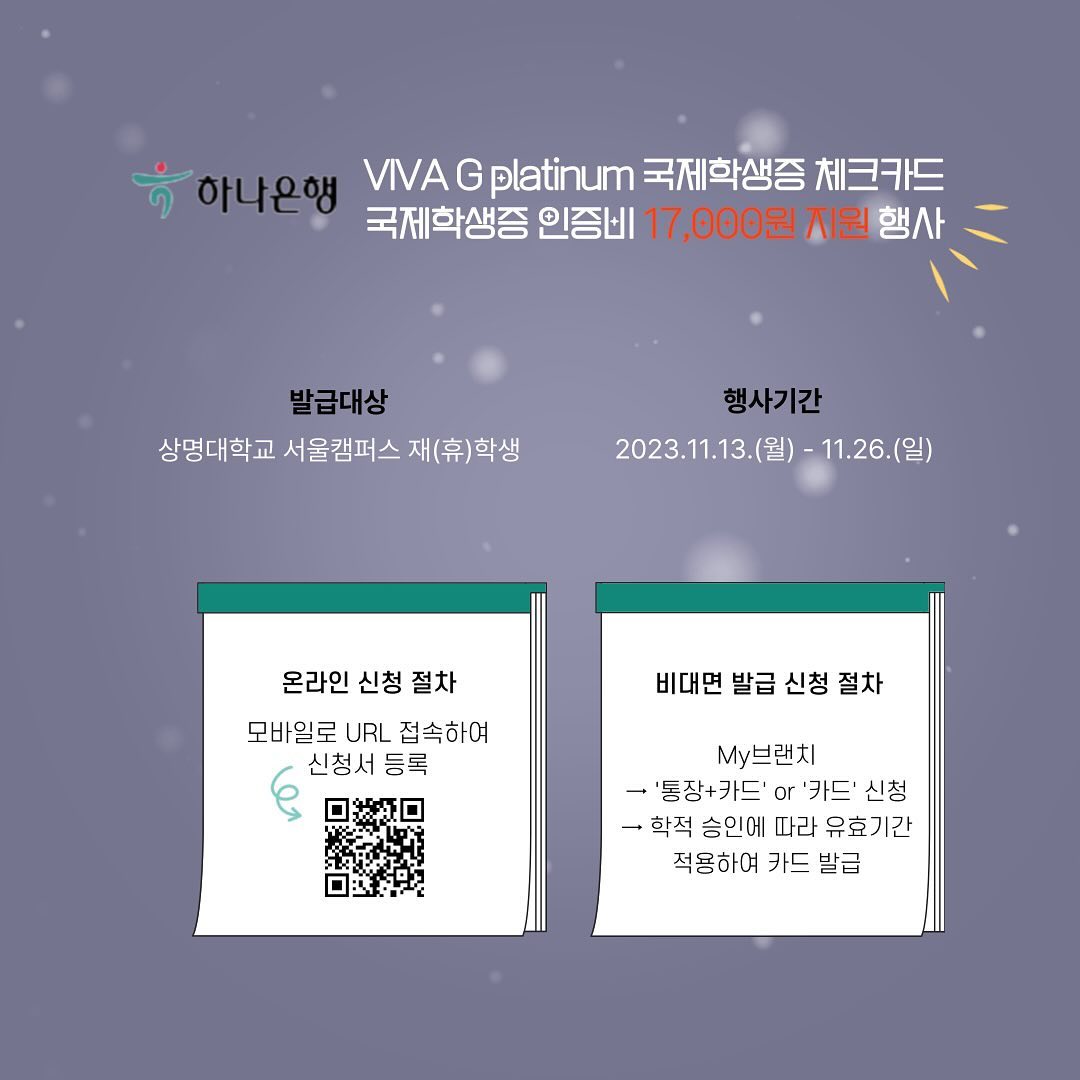 하나은행
VIVA G platinum 국제학생증 체크카드
국제학생증 인증비 17,000원 지원 행사
발급대상
상명대학교 서울캠퍼스 재(휴)학생
행사기간
2023.11.13.(월) - 11.26.(일)
온라인 신청 절차
모바일로 URL 접속하여
신청서 등록
비대면 발급 신청 절차
My브랜치
→ '통장+카드' or '카드' 신청
→ 학적 승인에 따라 유효기간
적용하여 카드 발급